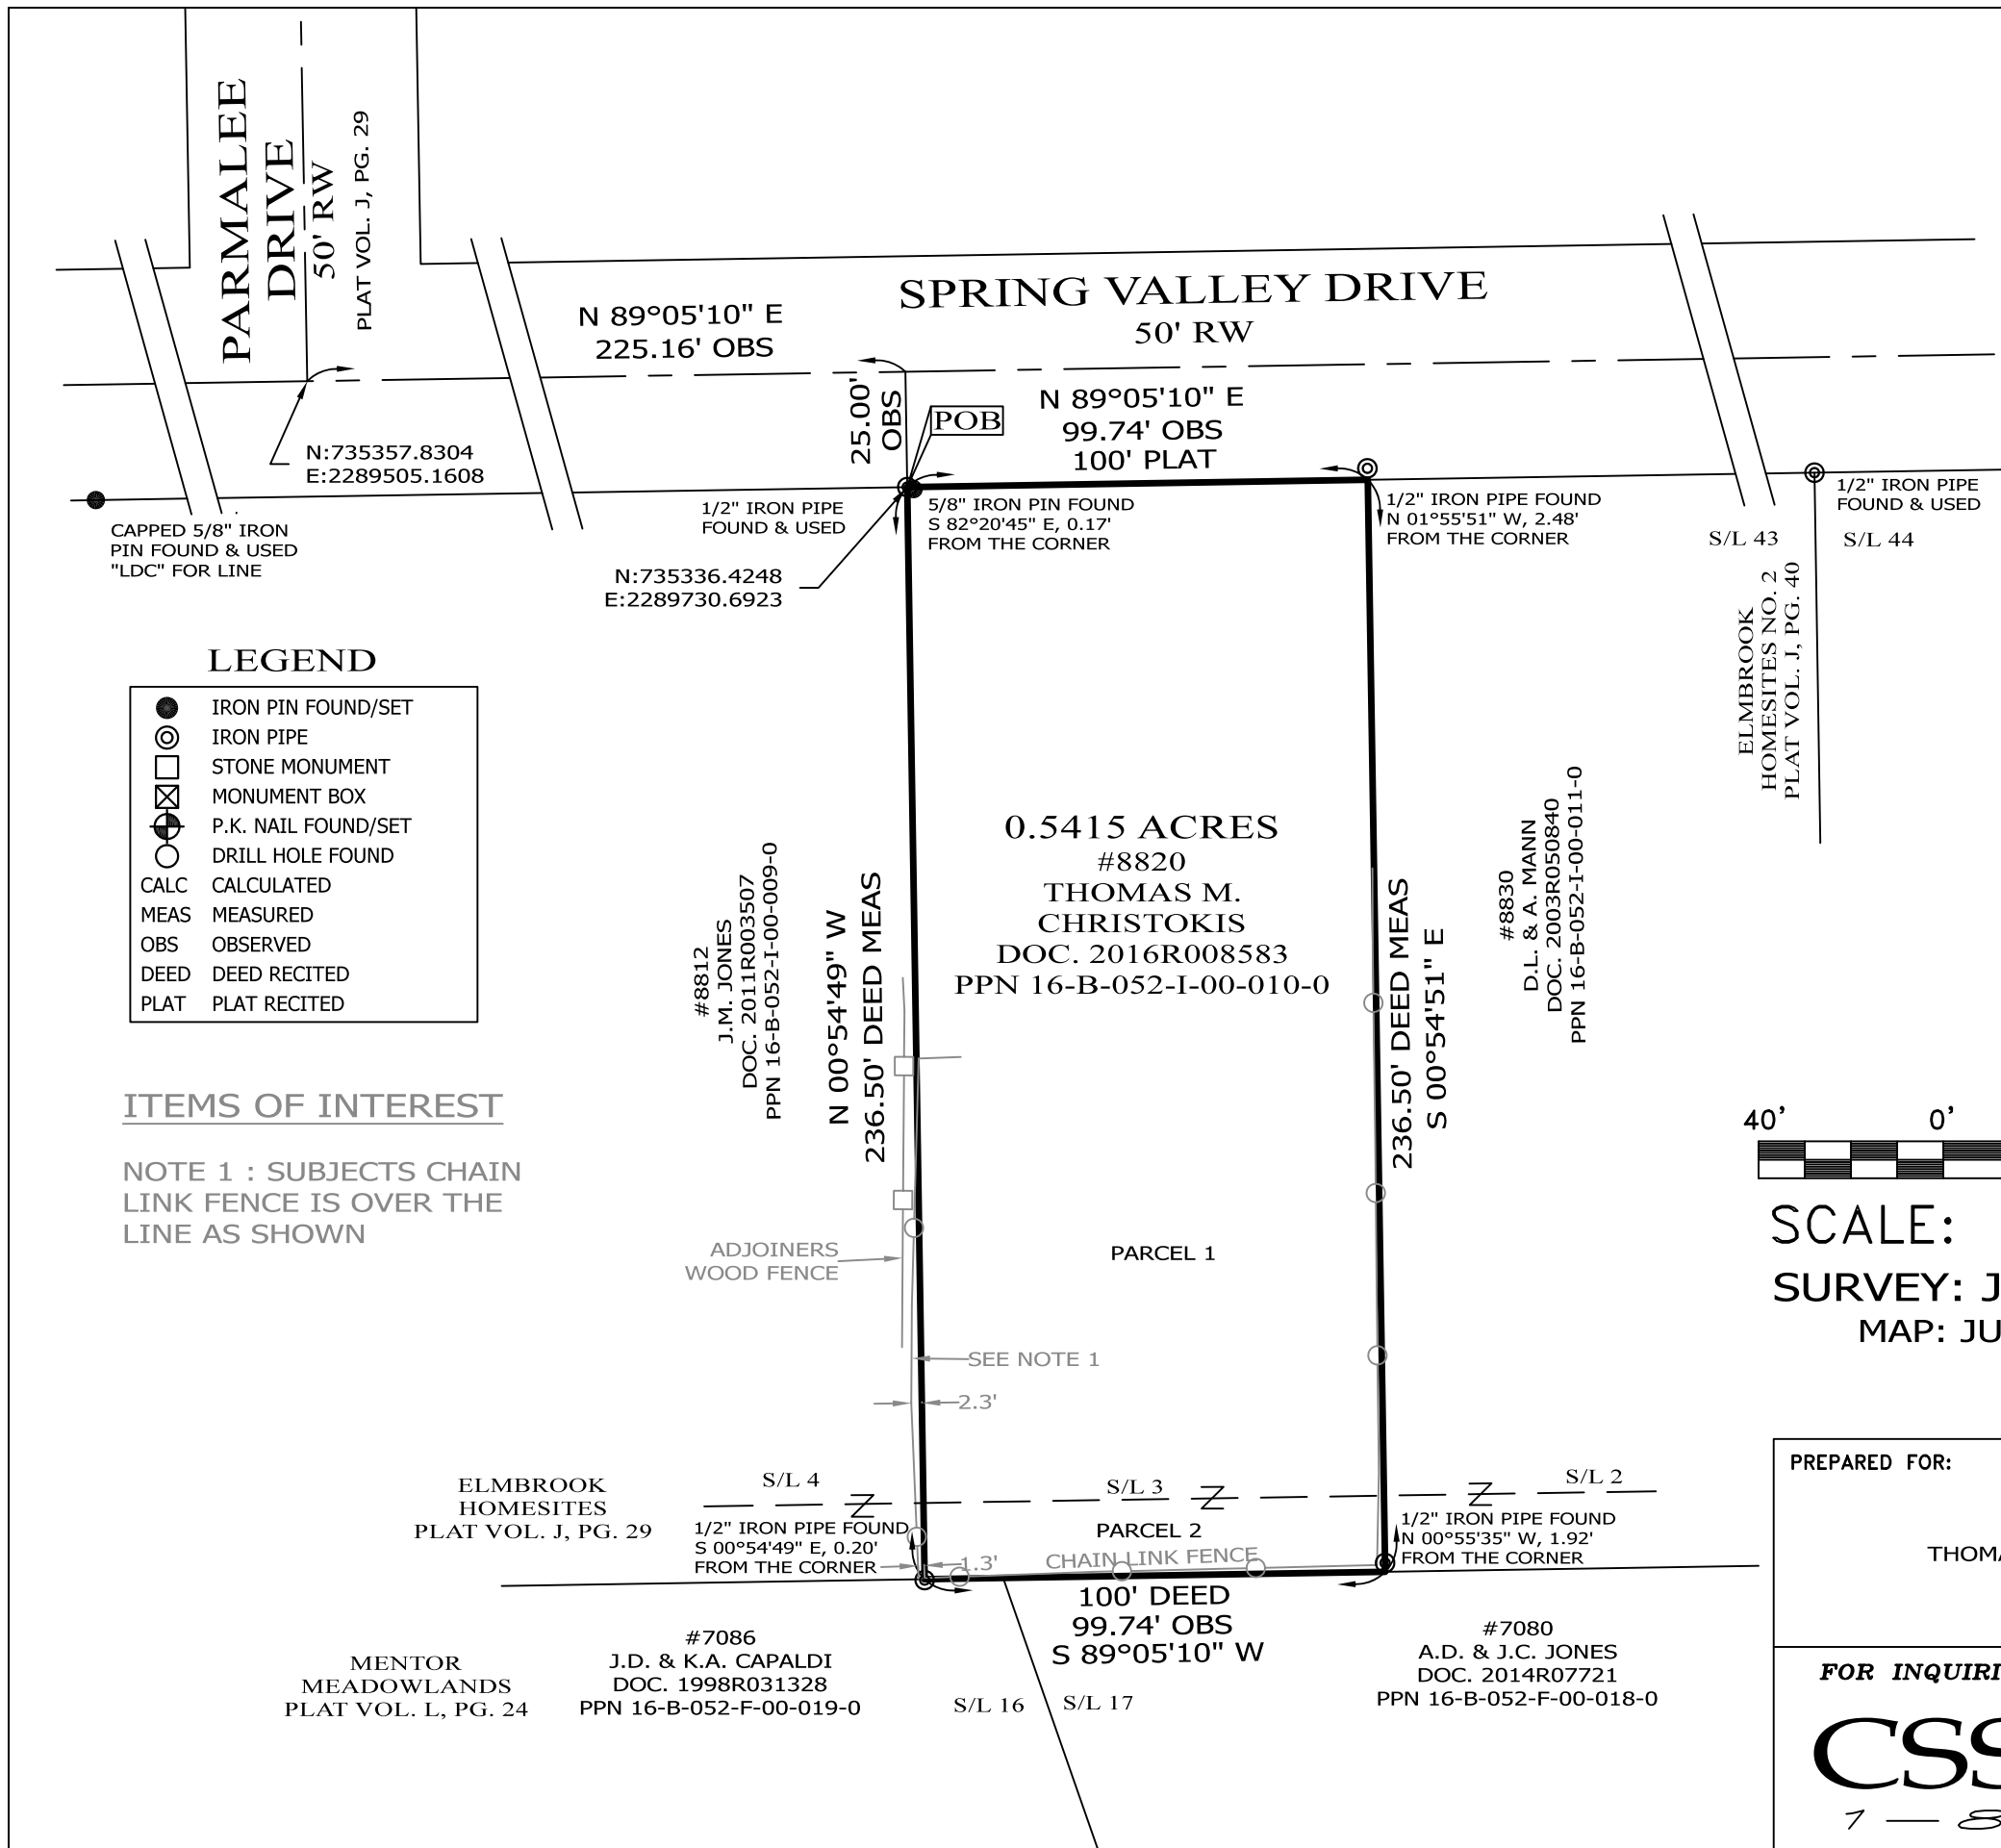 PARMALEE
DRIVE
50' RW
PLAT VOL. J, PG. 29
SPRING VALLEY DRIVE
50' RW
N 89°05'10" E
225.16' OBS
25.00'
OBS
POB
N 89°05'10" E
99.74' OBS
100' PLAT
N:735357.8304
E:2289505.1608
CAPPED 5/8" IRON
PIN FOUND & USED
"LDC" FOR LINE
1/2" IRON PIPE
FOUND & USED
5/8" IRON PIN FOUND
S 82°20'45" E, 0.17'
FROM THE CORNER
1/2" IRON PIPE FOUND
N 01°55'51" W, 2.48'
FROM THE CORNER
1/2" IRON PIPE
FOUND & USED
S/L 43
S/L 44
N:735336.4248
E:2289730.6923
ELMBROOK
HOMESITES NO. 2
PLAT VOL. J, PG. 40
LEGEND
IRON PIN FOUND/SET
IRON PIPE
STONE MONUMENT
MONUMENT BOX
P.K. NAIL FOUND/SET
DRILL HOLE FOUND
CALC CALCULATED
MEAS MEASURED
OBS OBSERVED
DEED DEED RECITED
PLAT PLAT RECITED
#8812
J.M. JONES
DOC. 2011R003507
PPN 16-B-052-I-00-009-0
N 00°54'49" W
236.50' DEED MEAS
0.5415 ACRES
#8820
THOMAS M.
CHRISTOKIS
DOC. 2016R008583
PPN 16-B-052-I-00-010-0
236.50' DEED MEAS
S 00°54'51" E
#8830
D.L. & A. MANN
DOC. 2003R050840
PPN 16-B-052-I-00-011-0
ITEMS OF INTEREST
NOTE 1 : SUBJECTS CHAIN
LINK FENCE IS OVER THE
LINE AS SHOWN
ADJOINERS
WOOD FENCE
PARCEL 1
SEE NOTE 1
2.3'
40' 0'
SCALE:
SURVEY: J
MAP: JU
ELMBROOK
HOMESITES
PLAT VOL. J, PG. 29
S/L 4
S/L 3
S/L 2
1/2" IRON PIPE FOUND
S 00°54'49" E, 0.20'
FROM THE CORNER
1.3'
PARCEL 2
CHAIN LINK FENCE
1/2" IRON PIPE FOUND
N 00°55'35" W, 1.92'
FROM THE CORNER
100' DEED
99.74' OBS
S 89°05'10" W
MENTOR
MEADOWLANDS
PLAT VOL. L, PG. 24
#7086
J.D. & K.A. CAPALDI
DOC. 1998R031328
PPN 16-B-052-F-00-019-0
S/L 16
S/L 17
#7080
A.D. & J.C. JONES
DOC. 2014R07721
PPN 16-B-052-F-00-018-0
PREPARED FOR:
THOMA
FOR INQUIRI
CSS
1 — 8